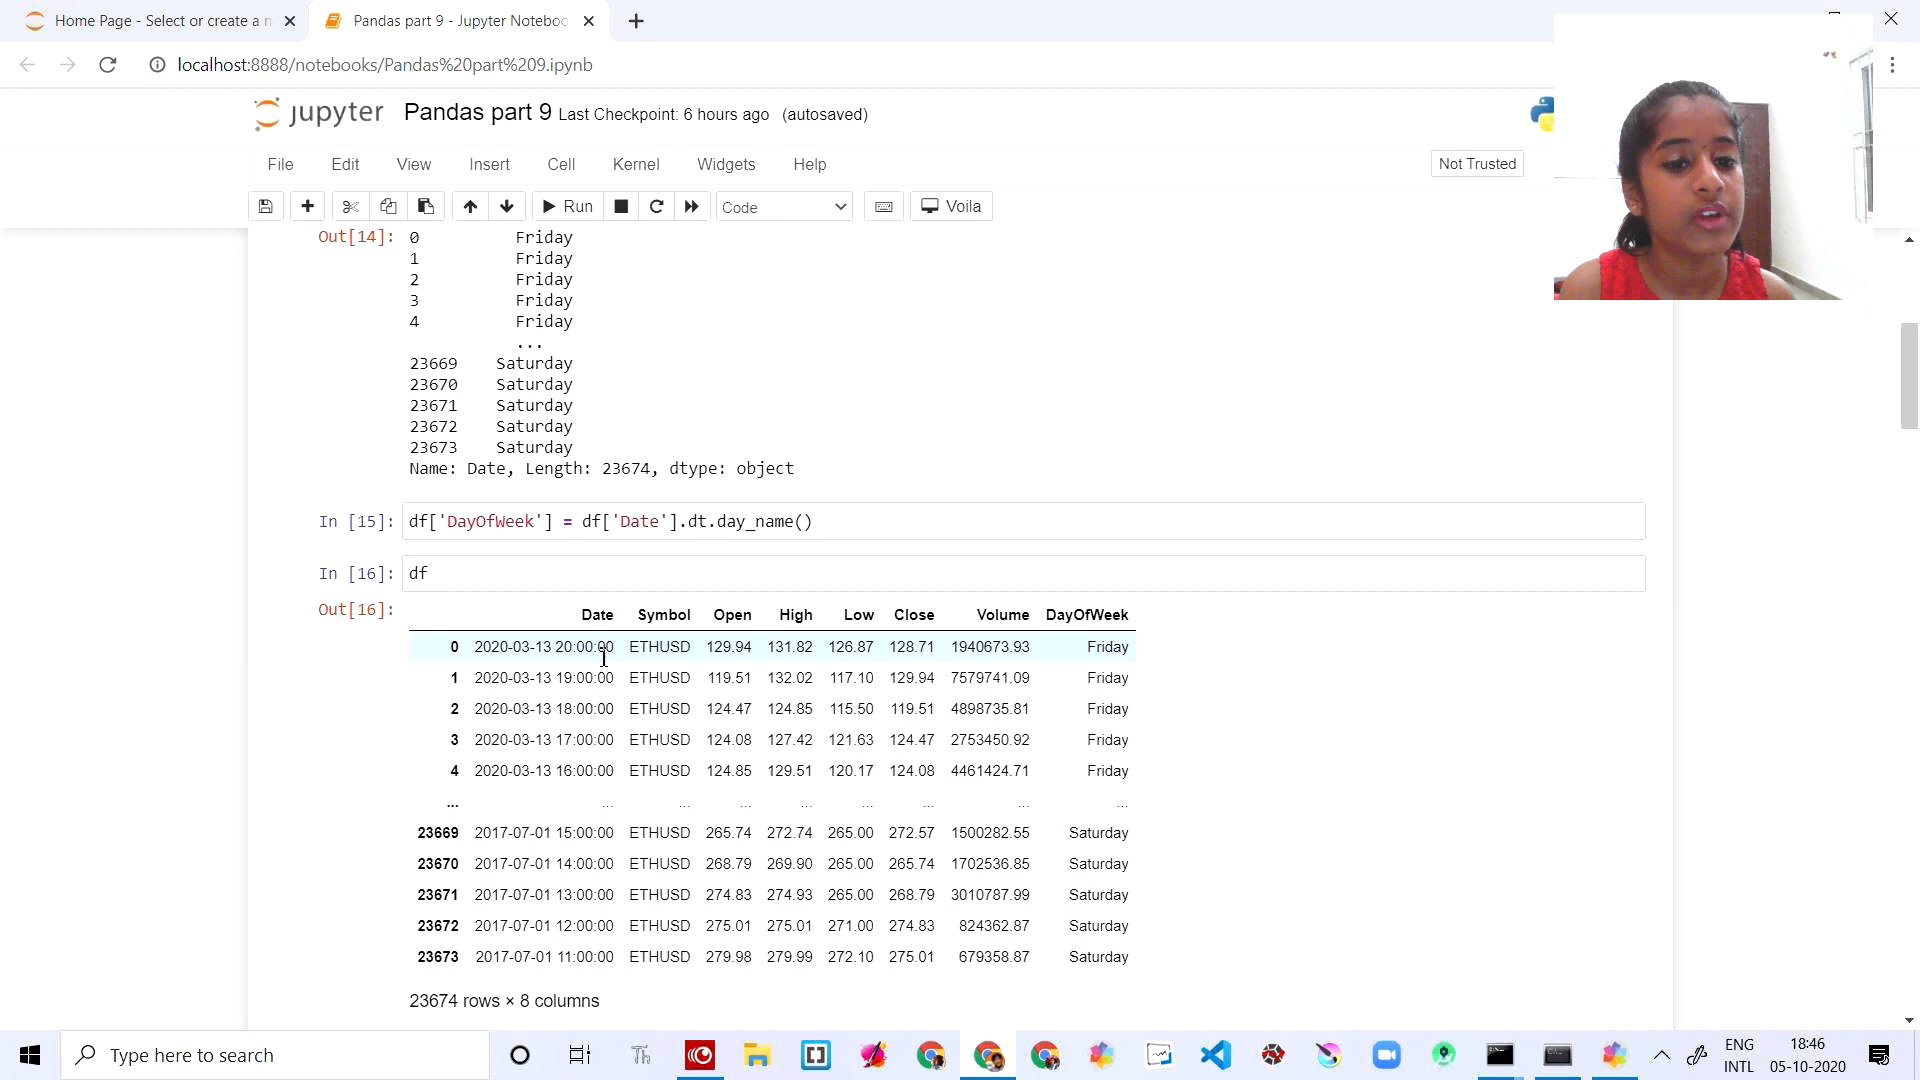 Home Page - Select or create a n
Pandas part 9 - Jupyter Noteboo
localhost:8888/notebooks/Pandas%20part%209.ipynb
jupyter Pandas part 9 Last Checkpoint: 6 hours ago (autosaved)
File Edit View Insert Cell Kernel Widgets Help Not Trusted
Run Code Voila
Out[14]: 0 Friday
1 Friday
2 Friday
3 Friday
4 Friday
...
23669 Saturday
23670 Saturday
23671 Saturday
23672 Saturday
23673 Saturday
Name: Date, Length: 23674, dtype: object
In [15]: df['DayOfWeek'] = df['Date'].dt.day_name()
In [16]: df
Out[16]:
Date Symbol Open High Low Close Volume DayOfWeek
0 2020-03-13 20:00:00 ETHUSD 129.94 131.82 126.87 128.71 1940673.93 Friday
1 2020-03-13 19:00:00 ETHUSD 119.51 132.02 117.10 129.94 7579741.09 Friday
2 2020-03-13 18:00:00 ETHUSD 124.47 124.85 115.50 119.51 4898735.81 Friday
3 2020-03-13 17:00:00 ETHUSD 124.08 127.42 121.63 124.47 2753450.92 Friday
4 2020-03-13 16:00:00 ETHUSD 124.85 129.51 120.17 124.08 4461424.71 Friday
... ... ... ... ... ... ... ... ...
23669 2017-07-01 15:00:00 ETHUSD 265.74 272.74 265.00 272.57 1500282.55 Saturday
23670 2017-07-01 14:00:00 ETHUSD 268.79 269.90 265.00 265.74 1702536.85 Saturday
23671 2017-07-01 13:00:00 ETHUSD 274.83 274.93 265.00 268.79 3010787.99 Saturday
23672 2017-07-01 12:00:00 ETHUSD 275.01 275.01 271.00 274.83 824362.87 Saturday
23673 2017-07-01 11:00:00 ETHUSD 279.98 279.99 272.10 275.01 679358.87 Saturday
23674 rows × 8 columns
Type here to search
ENG 18:46
INTL 05-10-2020